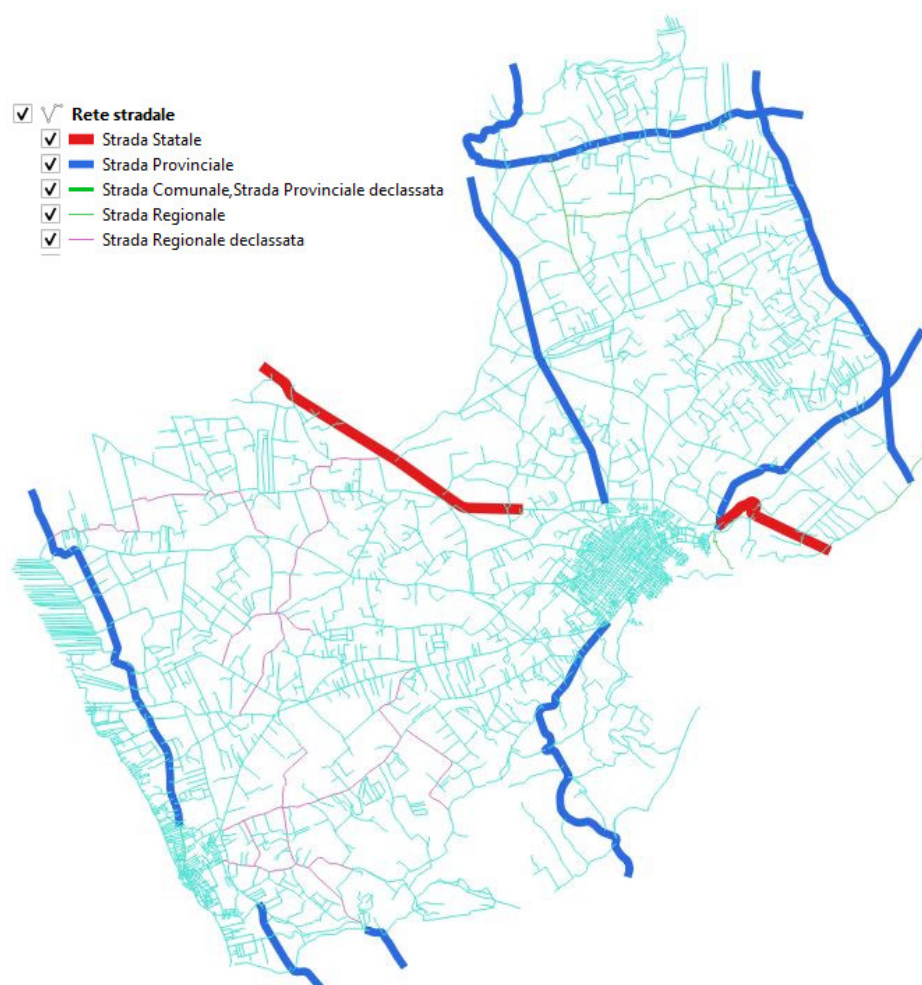 Rete stradale
Strada Statale
Strada Provinciale
Strada Comunale,Strada Provinciale declassata
Strada Regionale
Strada Regionale declassata